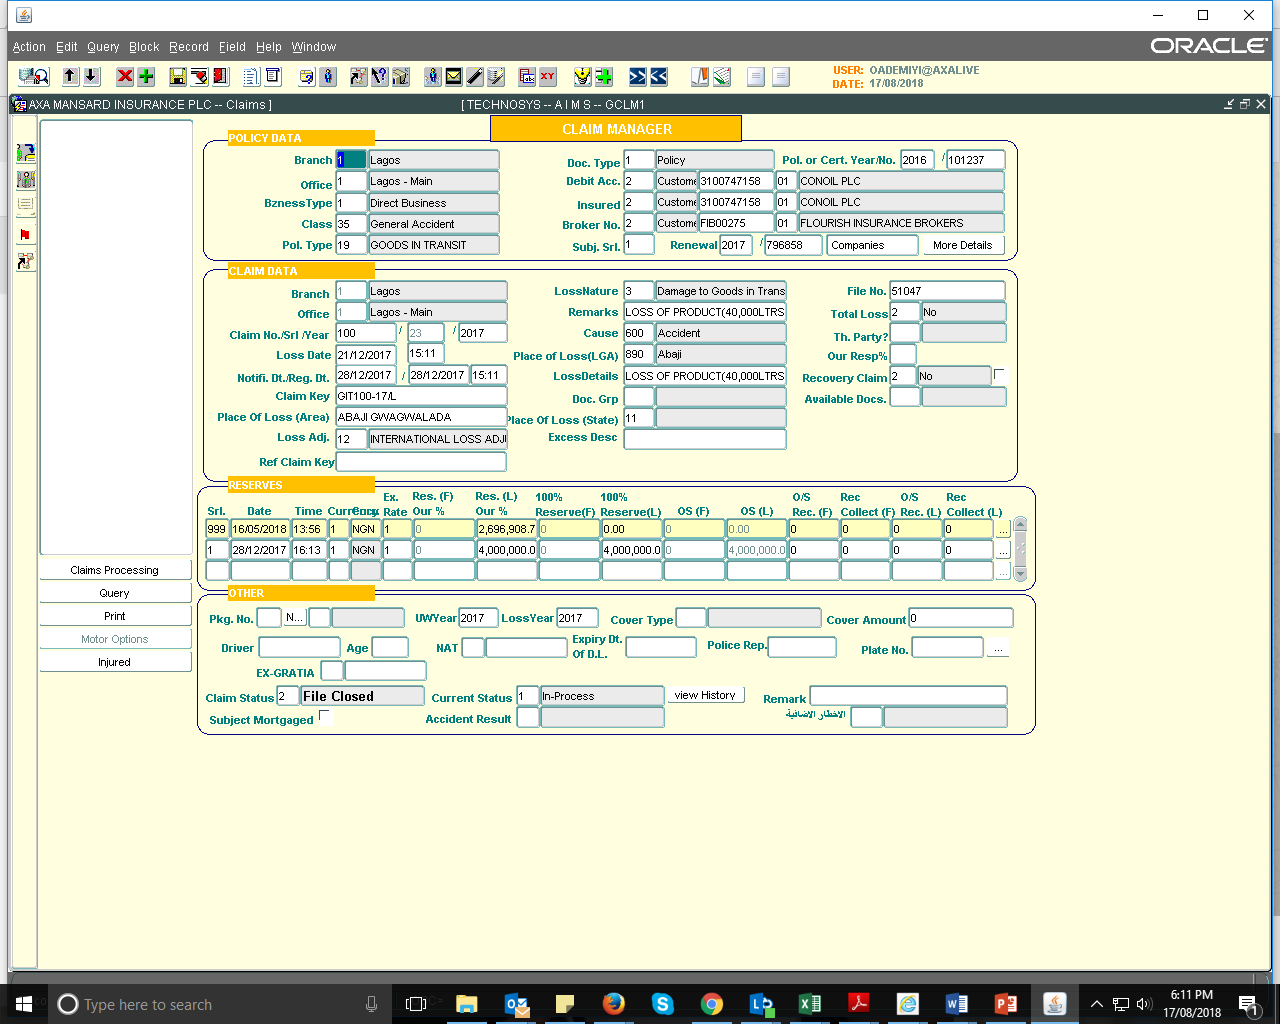 Action Edit Query Block Record Field Help Window
ORACLE
USER: OADEMIYI@AXALIVE
DATE: 17/08/2018
AXA MANSARD INSURANCE PLC -- Claims ]
[ TECHNOSYS -- A I M S -- GCLM1
CLAIM MANAGER
POLICY DATA
Branch 1 Lagos Doc. Type 1 Policy Pol. or Cert. Year/No. 2016 / 101237
Office 1 Lagos - Main Debit Acc. 2 Custome 3100747158 01 CONOIL PLC
BznessType 1 Direct Business Insured 2 Custome 3100747158 01 CONOIL PLC
Class 35 General Accident Broker No. 2 Custome FIB00275 01 FLOURISH INSURANCE BROKERS
Pol. Type 19 GOODS IN TRANSIT Subj. Srl. 1 Renewal 2017 / 796858 Companies More Details
CLAIM DATA
Branch 1 Lagos LossNature 3 Damage to Goods in Trans File No. 51047
Office 1 Lagos - Main Remarks LOSS OF PRODUCT(40,000LTRS Total Loss 2 No
Claim No./Srl /Year 100 / 23 / 2017 Cause 600 Accident Th. Party?
Loss Date 21/12/2017 15:11 Place of Loss(LGA) 890 Abaji Our Resp%
Notifi. Dt./Reg. Dt. 28/12/2017 / 28/12/2017 15:11 LossDetails LOSS OF PRODUCT(40,000LTRS Recovery Claim 2 No
Claim Key GIT100-17/L Doc. Grp Available Docs.
Place Of Loss (Area) ABAJI GWAGWALADA Place Of Loss (State) 11
Loss Adj. 12 INTERNATIONAL LOSS ADJU Excess Desc
Ref Claim Key
RESERVES
Ex. Res. (F) Res. (L) 100% 100% O/S Rec O/S Rec
Srl. Date Time Currency. Rate Our % Our % Reserve(F) Reserve(L) OS (F) OS (L) Rec. (F) Collect (F) Rec. (L) Collect (L)
999 16/05/2018 13:56 1 NGN 1 0 2,696,908.7 0 0.00 0 0.00 0 0 0 0 ...
1 28/12/2017 16:13 1 NGN 1 0 4,000,000.0 0 4,000,000.0 0 4,000,000.0 0 0 0 0 ...
...
Claims Processing
Query
Print
Motor Options
Injured
OTHER
Pkg. No. N... UWYear 2017 LossYear 2017 Cover Type Cover Amount 0
Driver Age NAT Expiry Dt. Of D.L. Police Rep. Plate No. ...
EX-GRATIA
Claim Status 2 File Closed Current Status 1 In-Process view History Remark
Subject Mortgaged Accident Result الاخطار الاضافية
Type here to search
6:11 PM
17/08/2018
1